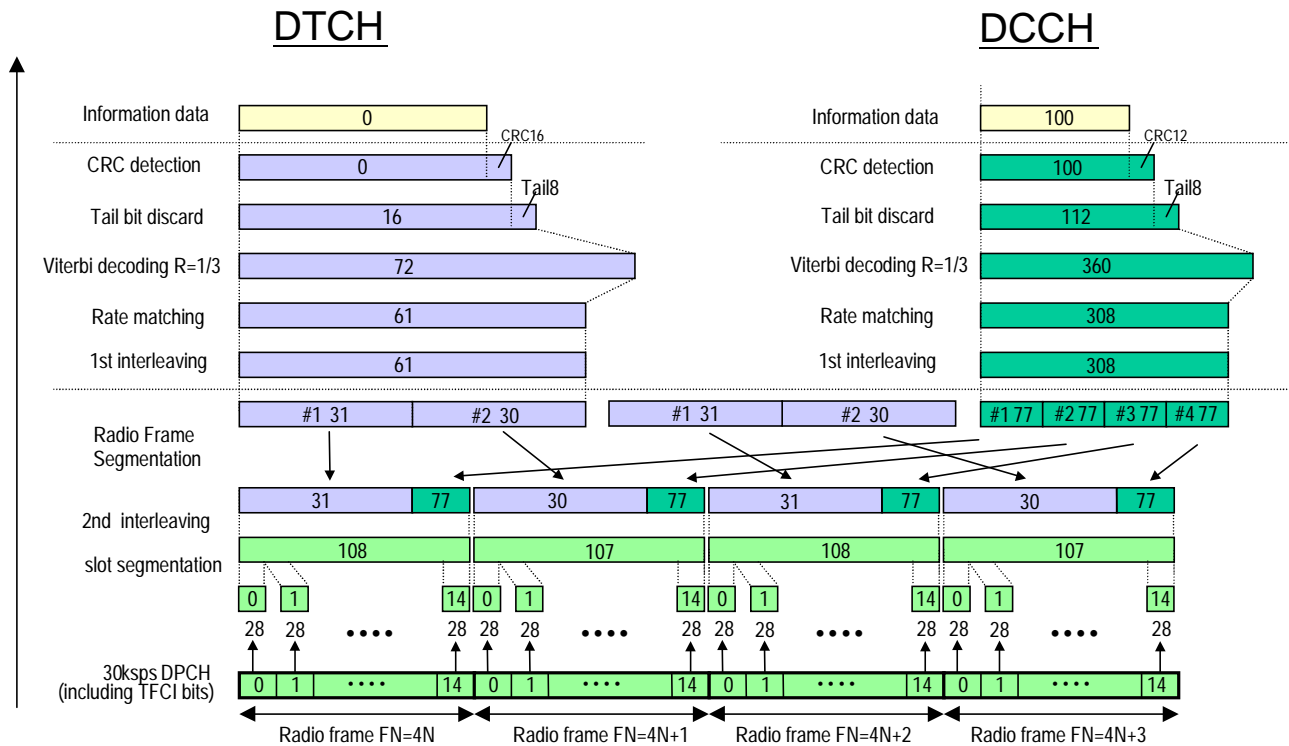 DTCH DCCH
Information data 0 Information data 100
CRC16 CRC12
CRC detection 0 CRC detection 100
Tail8 Tail8
Tail bit discard 16 Tail bit discard 112
Viterbi decoding R=1/3 72 Viterbi decoding R=1/3 360
Rate matching 61 Rate matching 308
1st interleaving 61 1st interleaving 308
#1 31 #2 30 #1 31 #2 30 #1 77 #2 77 #3 77 #4 77
Radio Frame
Segmentation
31 77 30 77 31 77 30 77
2nd interleaving
108 107 108 107
slot segmentation
0 1 14 0 1 14 0 1 14 0 1 14
28 28 •••• 28 28 28 •••• 28 28 28 •••• 28 28 28 •••• 28
30ksps DPCH
(including TFCI bits)
0 1 •••• 14 0 1 •••• 14 0 1 •••• 14 0 1 •••• 14
Radio frame FN=4N Radio frame FN=4N+1 Radio frame FN=4N+2 Radio frame FN=4N+3